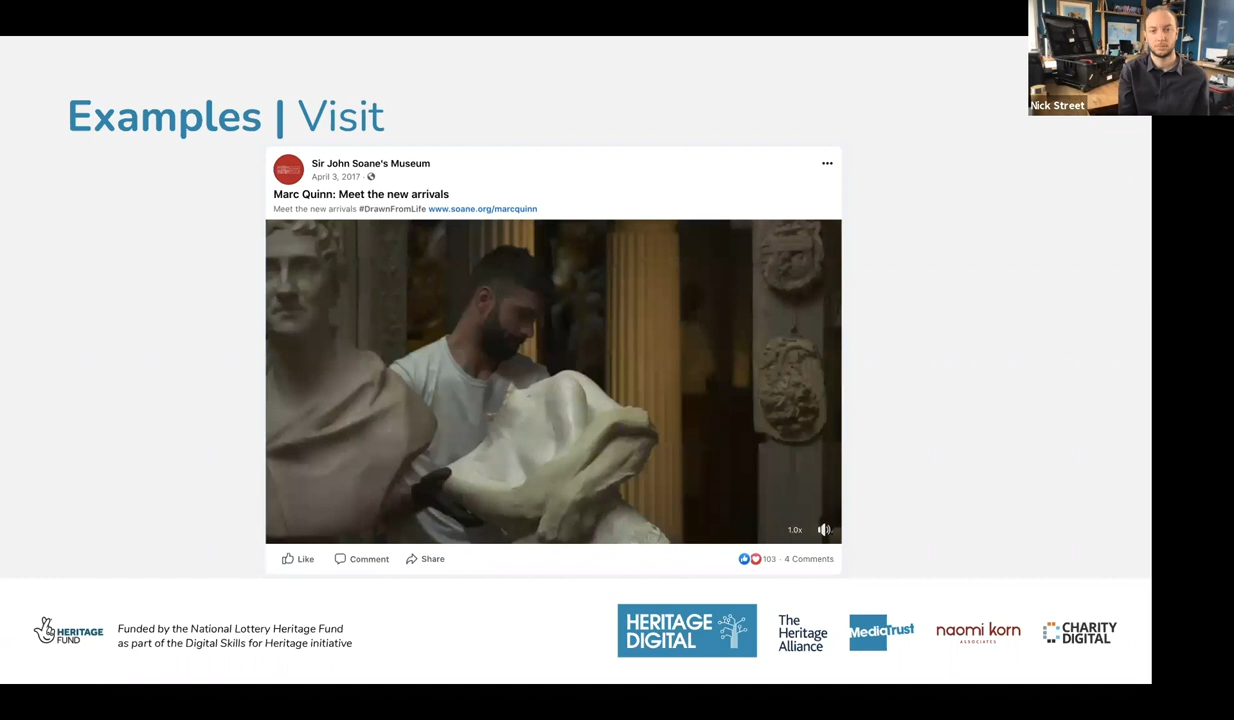 Nick Street
Examples | Visit
Sir John Soane's Museum
April 3, 2017 ·
Marc Quinn: Meet the new arrivals
Meet the new arrivals #DrawnFromLife www.soane.org/marcquinn
1.0x
Like Comment Share 103 · 4 Comments
HERITAGE
FUND
Funded by the National Lottery Heritage Fund
as part of the Digital Skills for Heritage initiative
HERITAGE
DIGITAL
The
Heritage
Alliance
MediaTrust
naomi korn
ASSOCIATES
CHARITY
DIGITAL